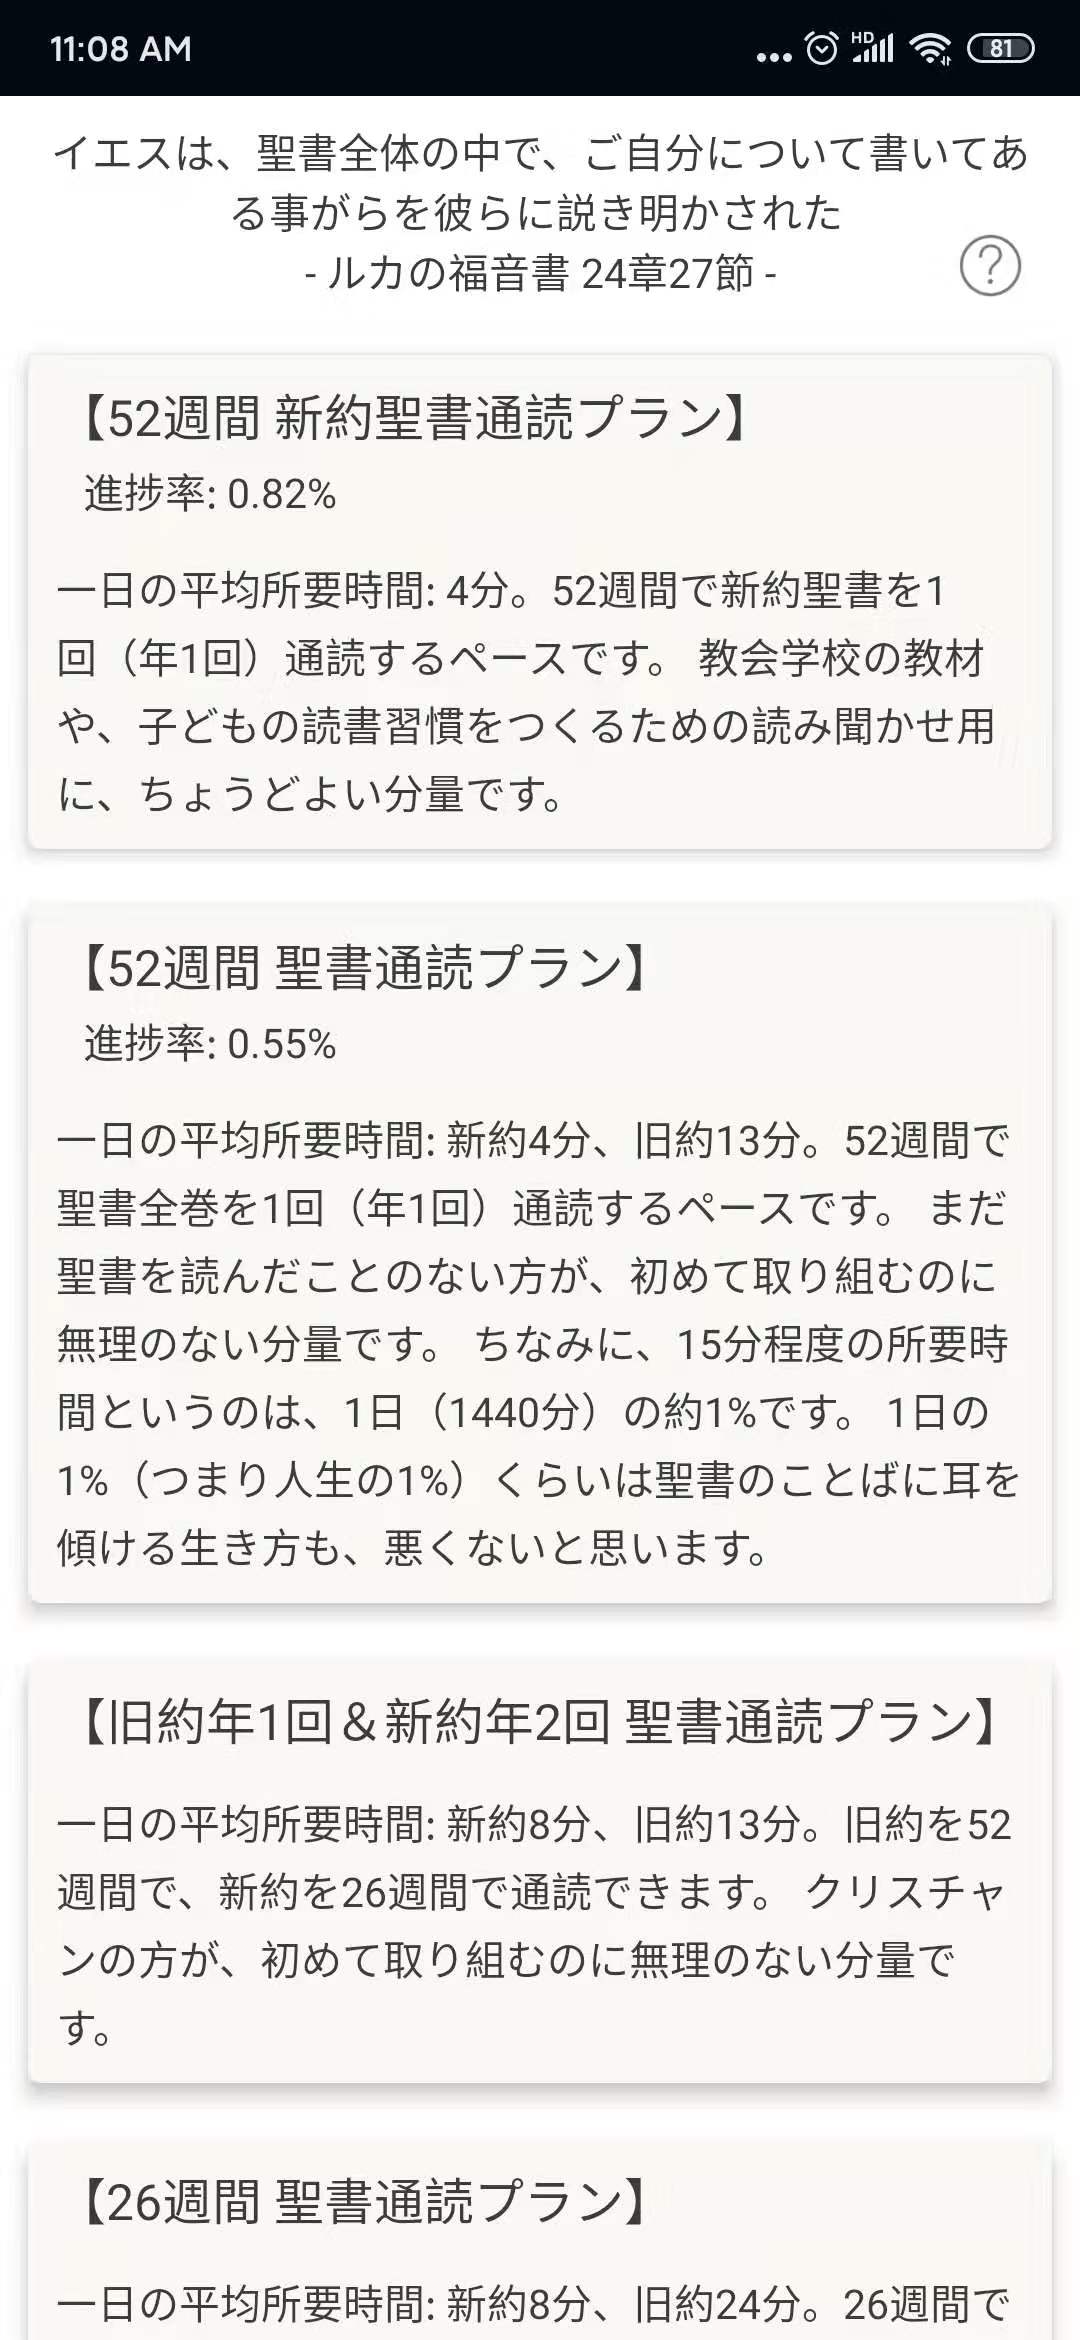 11:08 AM
HD
81
イエスは、聖書全体の中で、ご自分について書いてあ
る事がらを彼らに説き明かされた
- ルカの福音書 24章27節 -
?
【52週間 新約聖書通読プラン】
進捗率: 0.82%
一日の平均所要時間: 4分。52週間で新約聖書を1
回（年1回）通読するペースです。 教会学校の教材
や、子どもの読書習慣をつくるための読み聞かせ用
に、ちょうどよい分量です。
【52週間 聖書通読プラン】
進捗率: 0.55%
一日の平均所要時間: 新約4分、旧約13分。52週間で
聖書全巻を1回（年1回）通読するペースです。 まだ
聖書を読んだことのない方が、初めて取り組むのに
無理のない分量です。 ちなみに、15分程度の所要時
間というのは、1日（1440分）の約1%です。 1日の
1%（つまり人生の1%）くらいは聖書のことばに耳を
傾ける生き方も、悪くないと思います。
【旧約年1回＆新約年2回 聖書通読プラン】
一日の平均所要時間: 新約8分、旧約13分。旧約を52
週間で、新約を26週間で通読できます。 クリスチャ
ンの方が、初めて取り組むのに無理のない分量で
す。
【26週間 聖書通読プラン】
一日の平均所要時間: 新約8分、旧約24分。26週間で